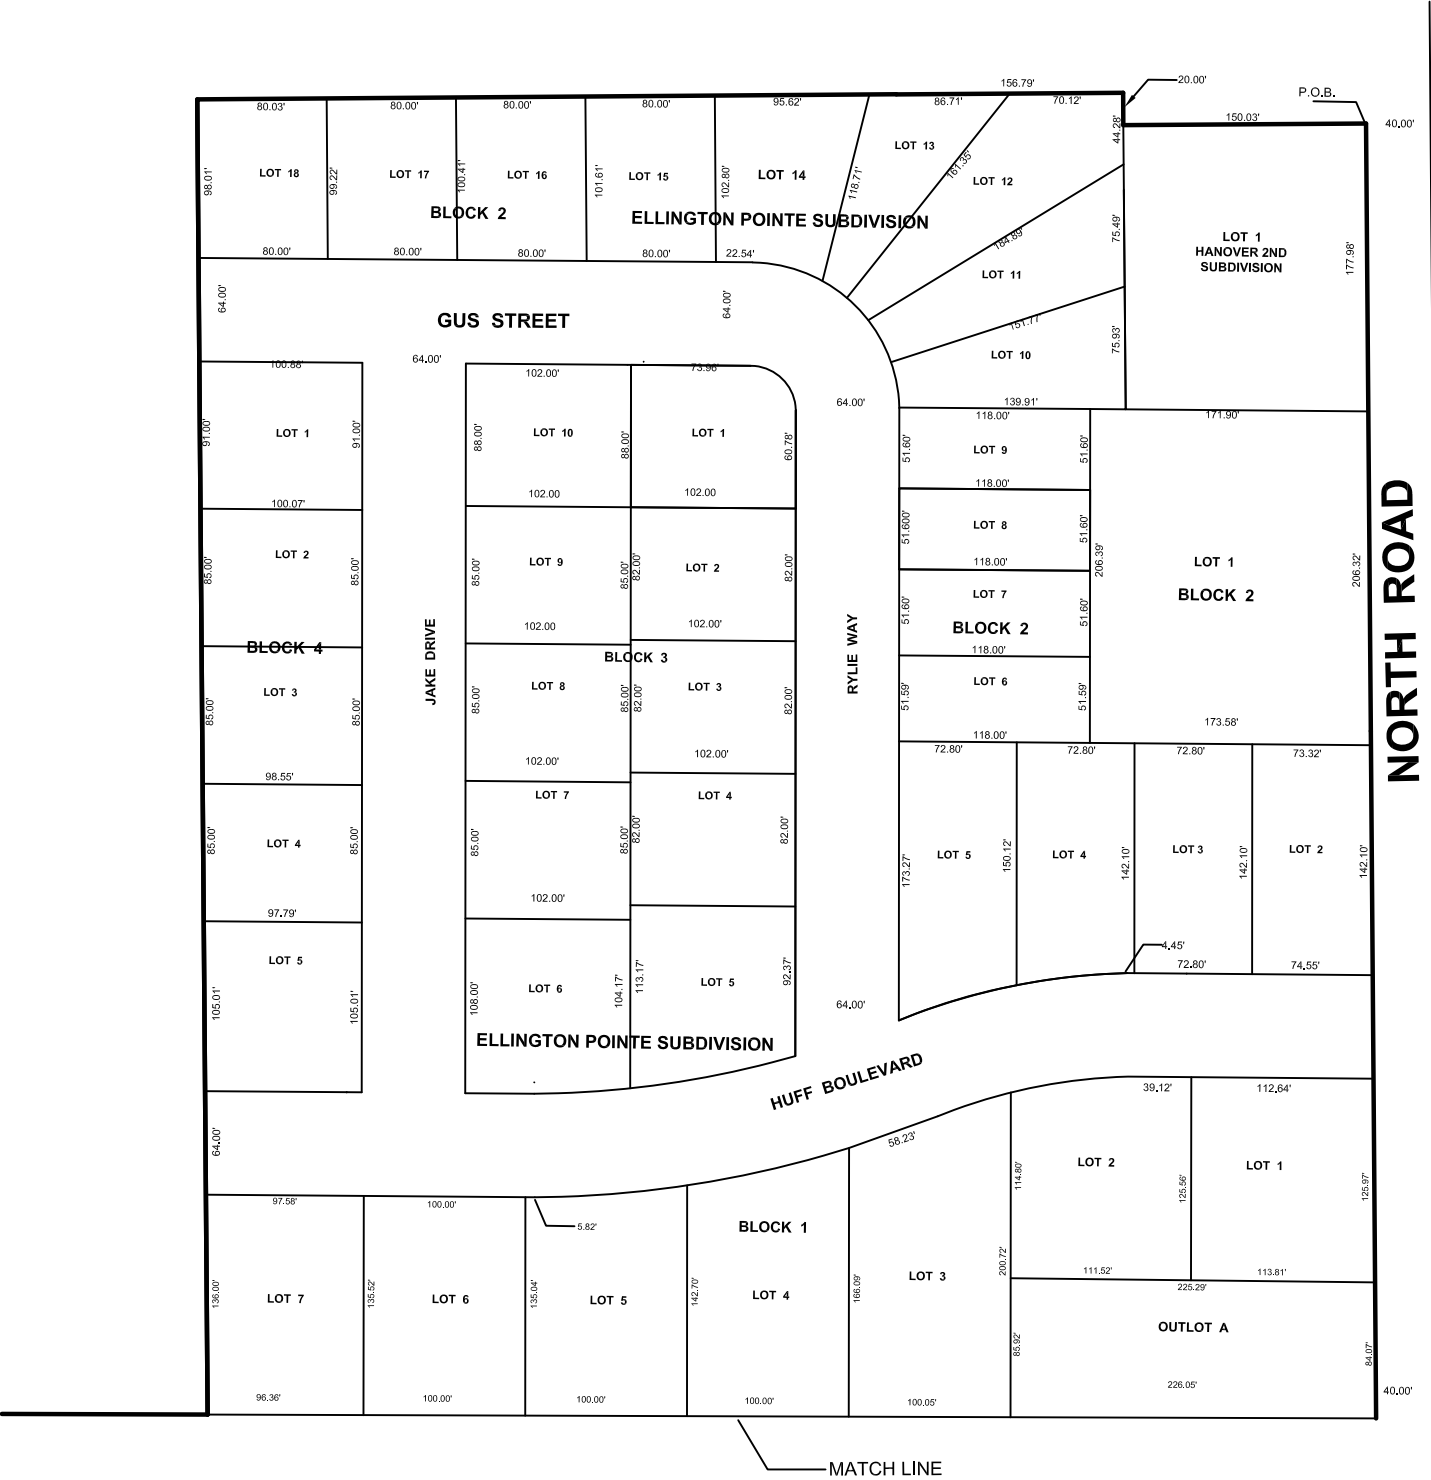 156.79'
20.00'
P.O.B.
80.03'
80.00'
80.00'
80.00'
95.62'
86.71'
70.12'
150.03'
40.00'
44.28'
98.01'
LOT 18
99.22'
LOT 17
100.41'
LOT 16
101.61'
LOT 15
102.80'
LOT 14
118.71'
LOT 13
161.35'
LOT 12
BLOCK 2
ELLINGTON POINTE SUBDIVISION
184.89'
75.49'
LOT 1
HANOVER 2ND
SUBDIVISION
177.98'
80.00'
80.00'
80.00'
80.00'
22.54'
LOT 11
64.00'
64.00'
GUS STREET
151.77'
75.93'
LOT 10
64.00'
100.88'
102.00'
73.96'
64.00'
139.91'
118.00'
171.90'
91.00'
LOT 1
91.00'
88.00'
LOT 10
88.00'
LOT 1
60.78'
51.60'
LOT 9
51.60'
100.07'
102.00
102.00
118.00'
85.00'
LOT 2
85.00'
85.00'
LOT 9
85.00'
82.00'
LOT 2
82.00'
51.600'
LOT 8
51.60'
118.00'
206.39'
LOT 1
BLOCK 2
206.32'
NORTH ROAD
51.60'
LOT 7
51.60'
BLOCK 2
118.00'
102.00
102.00'
BLOCK 4
JAKE DRIVE
BLOCK 3
RYLIE WAY
85.00'
LOT 3
85.00'
85.00'
LOT 8
85.00'
82.00'
LOT 3
82.00'
51.59'
LOT 6
51.59'
118.00'
173.58'
98.55'
102.00'
102.00'
72.80'
72.80'
72.80'
73.32'
85.00'
LOT 4
85.00'
85.00'
LOT 7
85.00'
82.00'
LOT 4
82.00'
173.27'
LOT 5
150.12'
LOT 4
142.10'
LOT 3
142.10'
LOT 2
142.10'
97.79'
102.00'
4.45'
72.80'
74.55'
105.01'
LOT 5
105.01'
108.00'
LOT 6
104.17'
113.17'
LOT 5
92.37'
64.00'
ELLINGTON POINTE SUBDIVISION
HUFF BOULEVARD
64.00'
58.23'
39.12'
112.64'
114.80'
LOT 2
125.56'
LOT 1
125.97'
97.58'
100.00'
5.82'
BLOCK 1
136.00'
LOT 7
135.52'
LOT 6
135.04'
LOT 5
142.70'
LOT 4
166.09'
LOT 3
200.72'
111.52'
113.81'
225.29'
85.92'
OUTLOT A
84.07'
226.05'
96.36'
100.00'
100.00'
100.00'
100.05'
40.00'
MATCH LINE